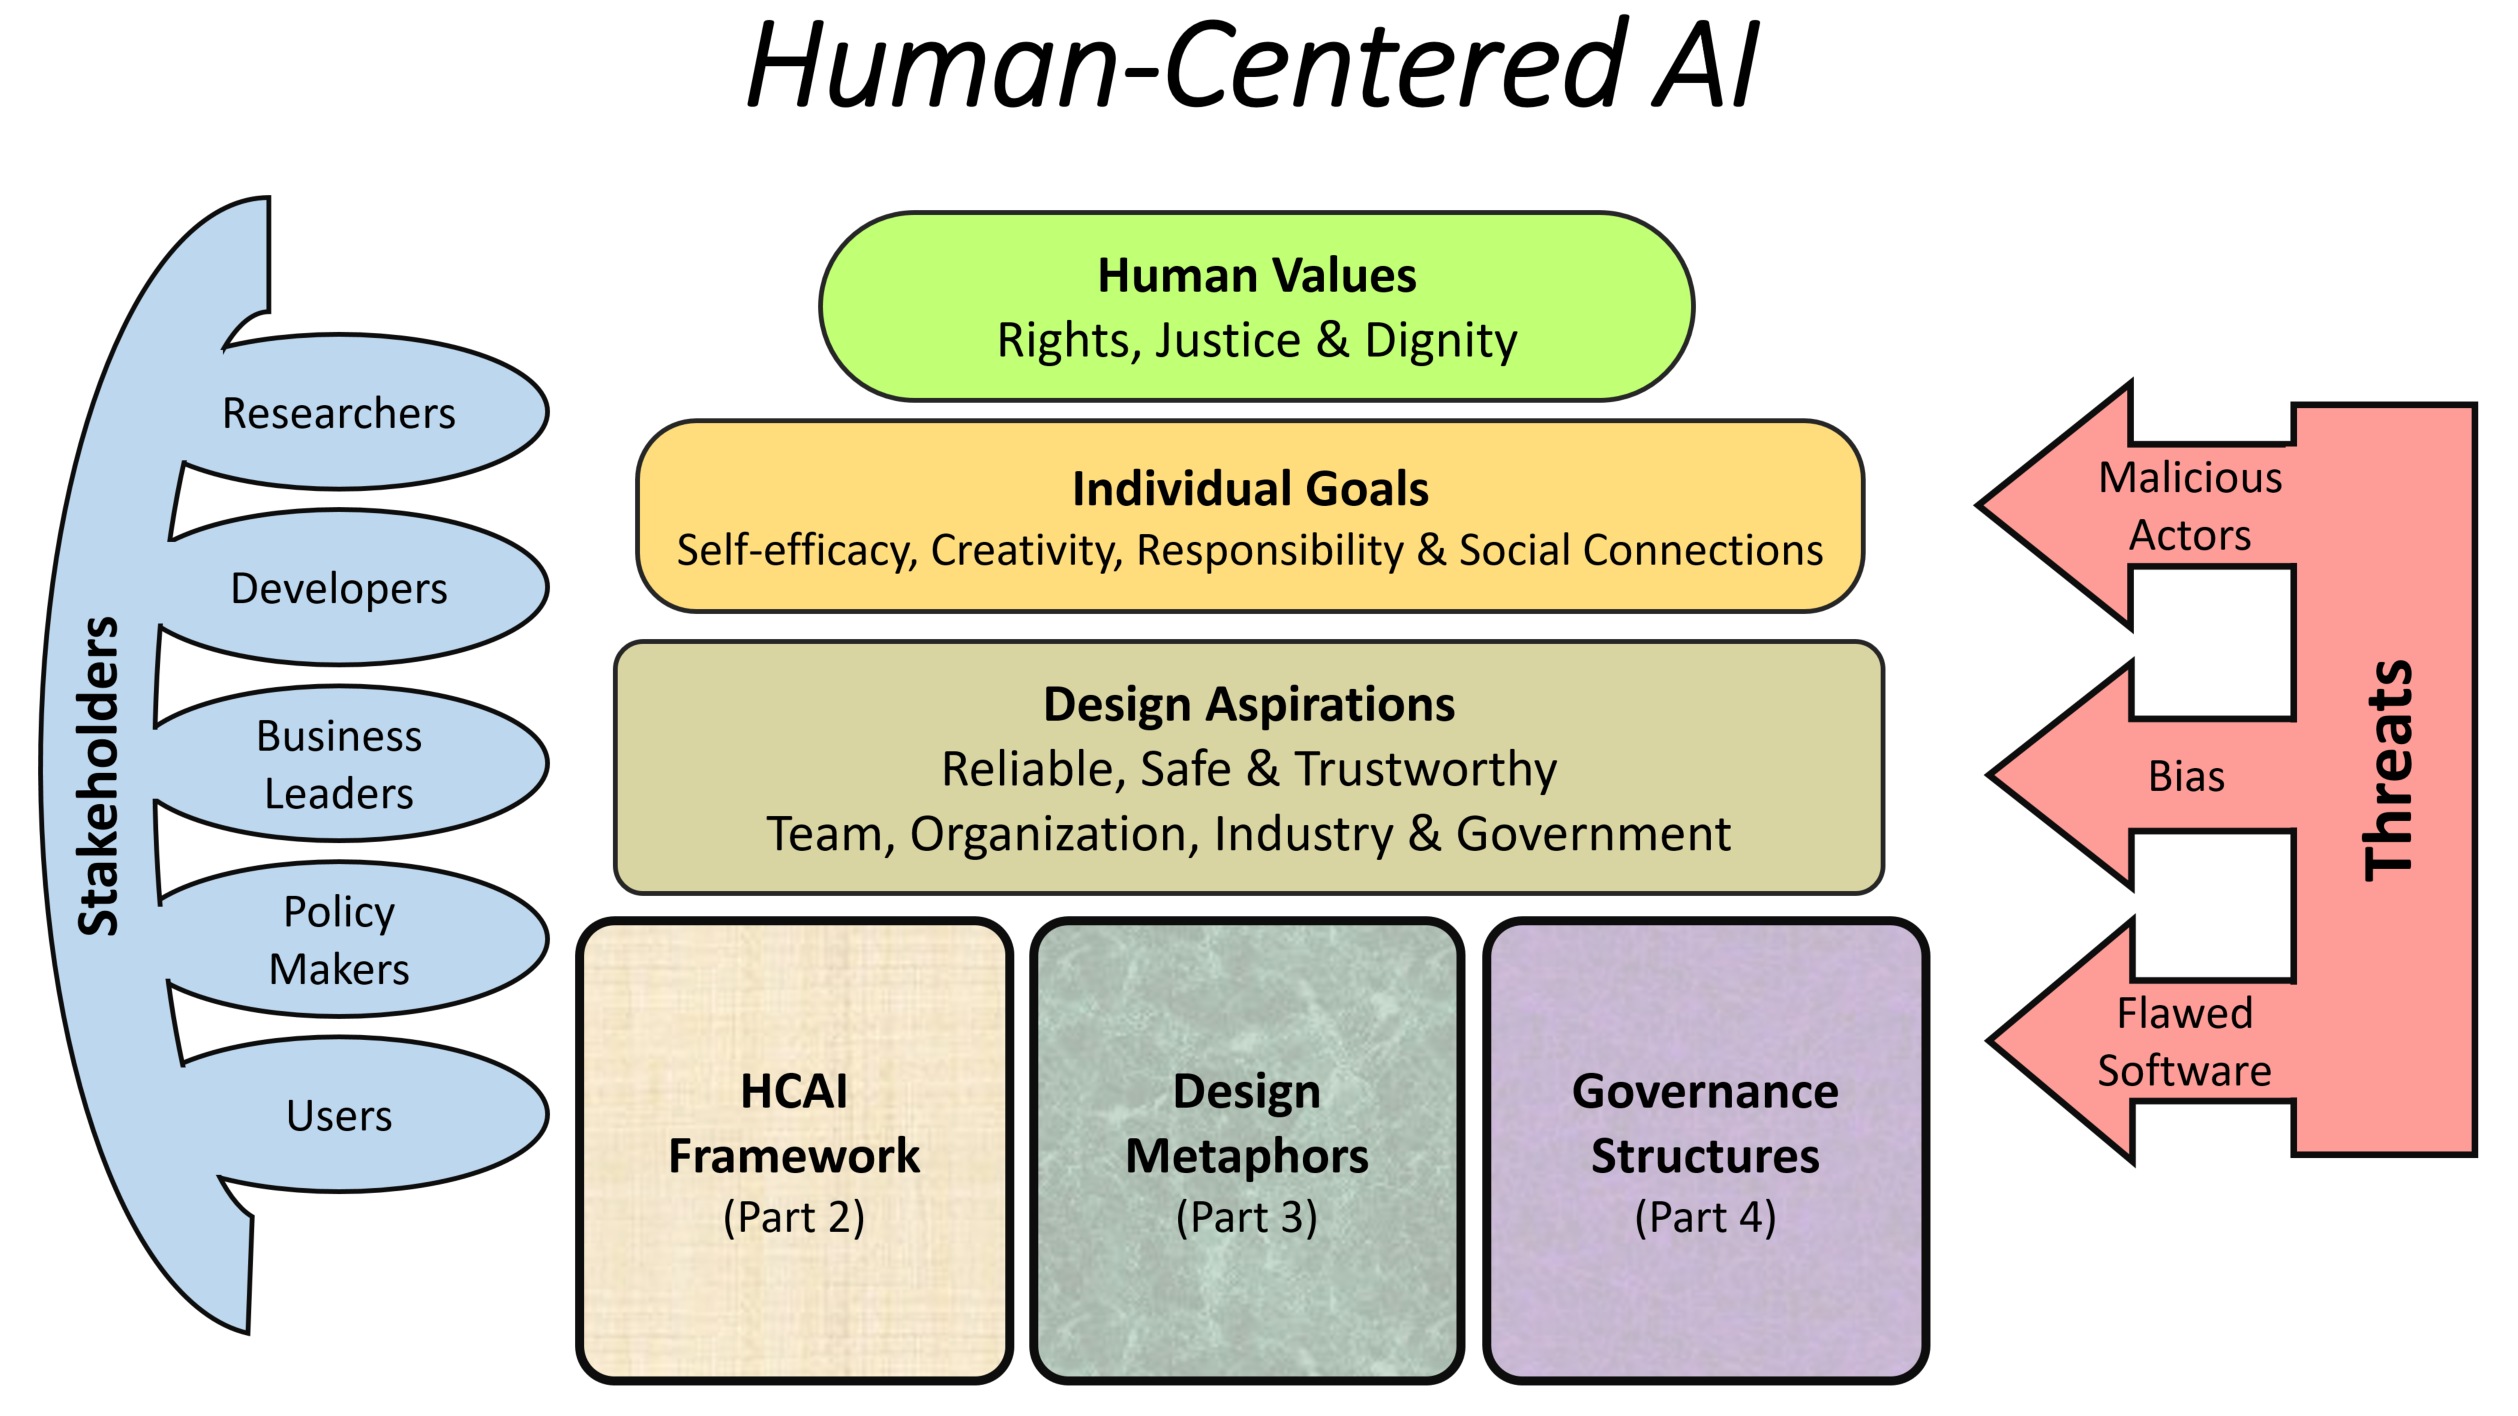 Human-Centered AI
Stakeholders
Researchers
Developers
Business
Leaders
Policy
Makers
Users
Human Values
Rights, Justice & Dignity
Individual Goals
Self-efficacy, Creativity, Responsibility & Social Connections
Design Aspirations
Reliable, Safe & Trustworthy
Team, Organization, Industry & Government
HCAI
Framework
(Part 2)
Design
Metaphors
(Part 3)
Governance
Structures
(Part 4)
Malicious
Actors
Bias
Flawed
Software
Threats